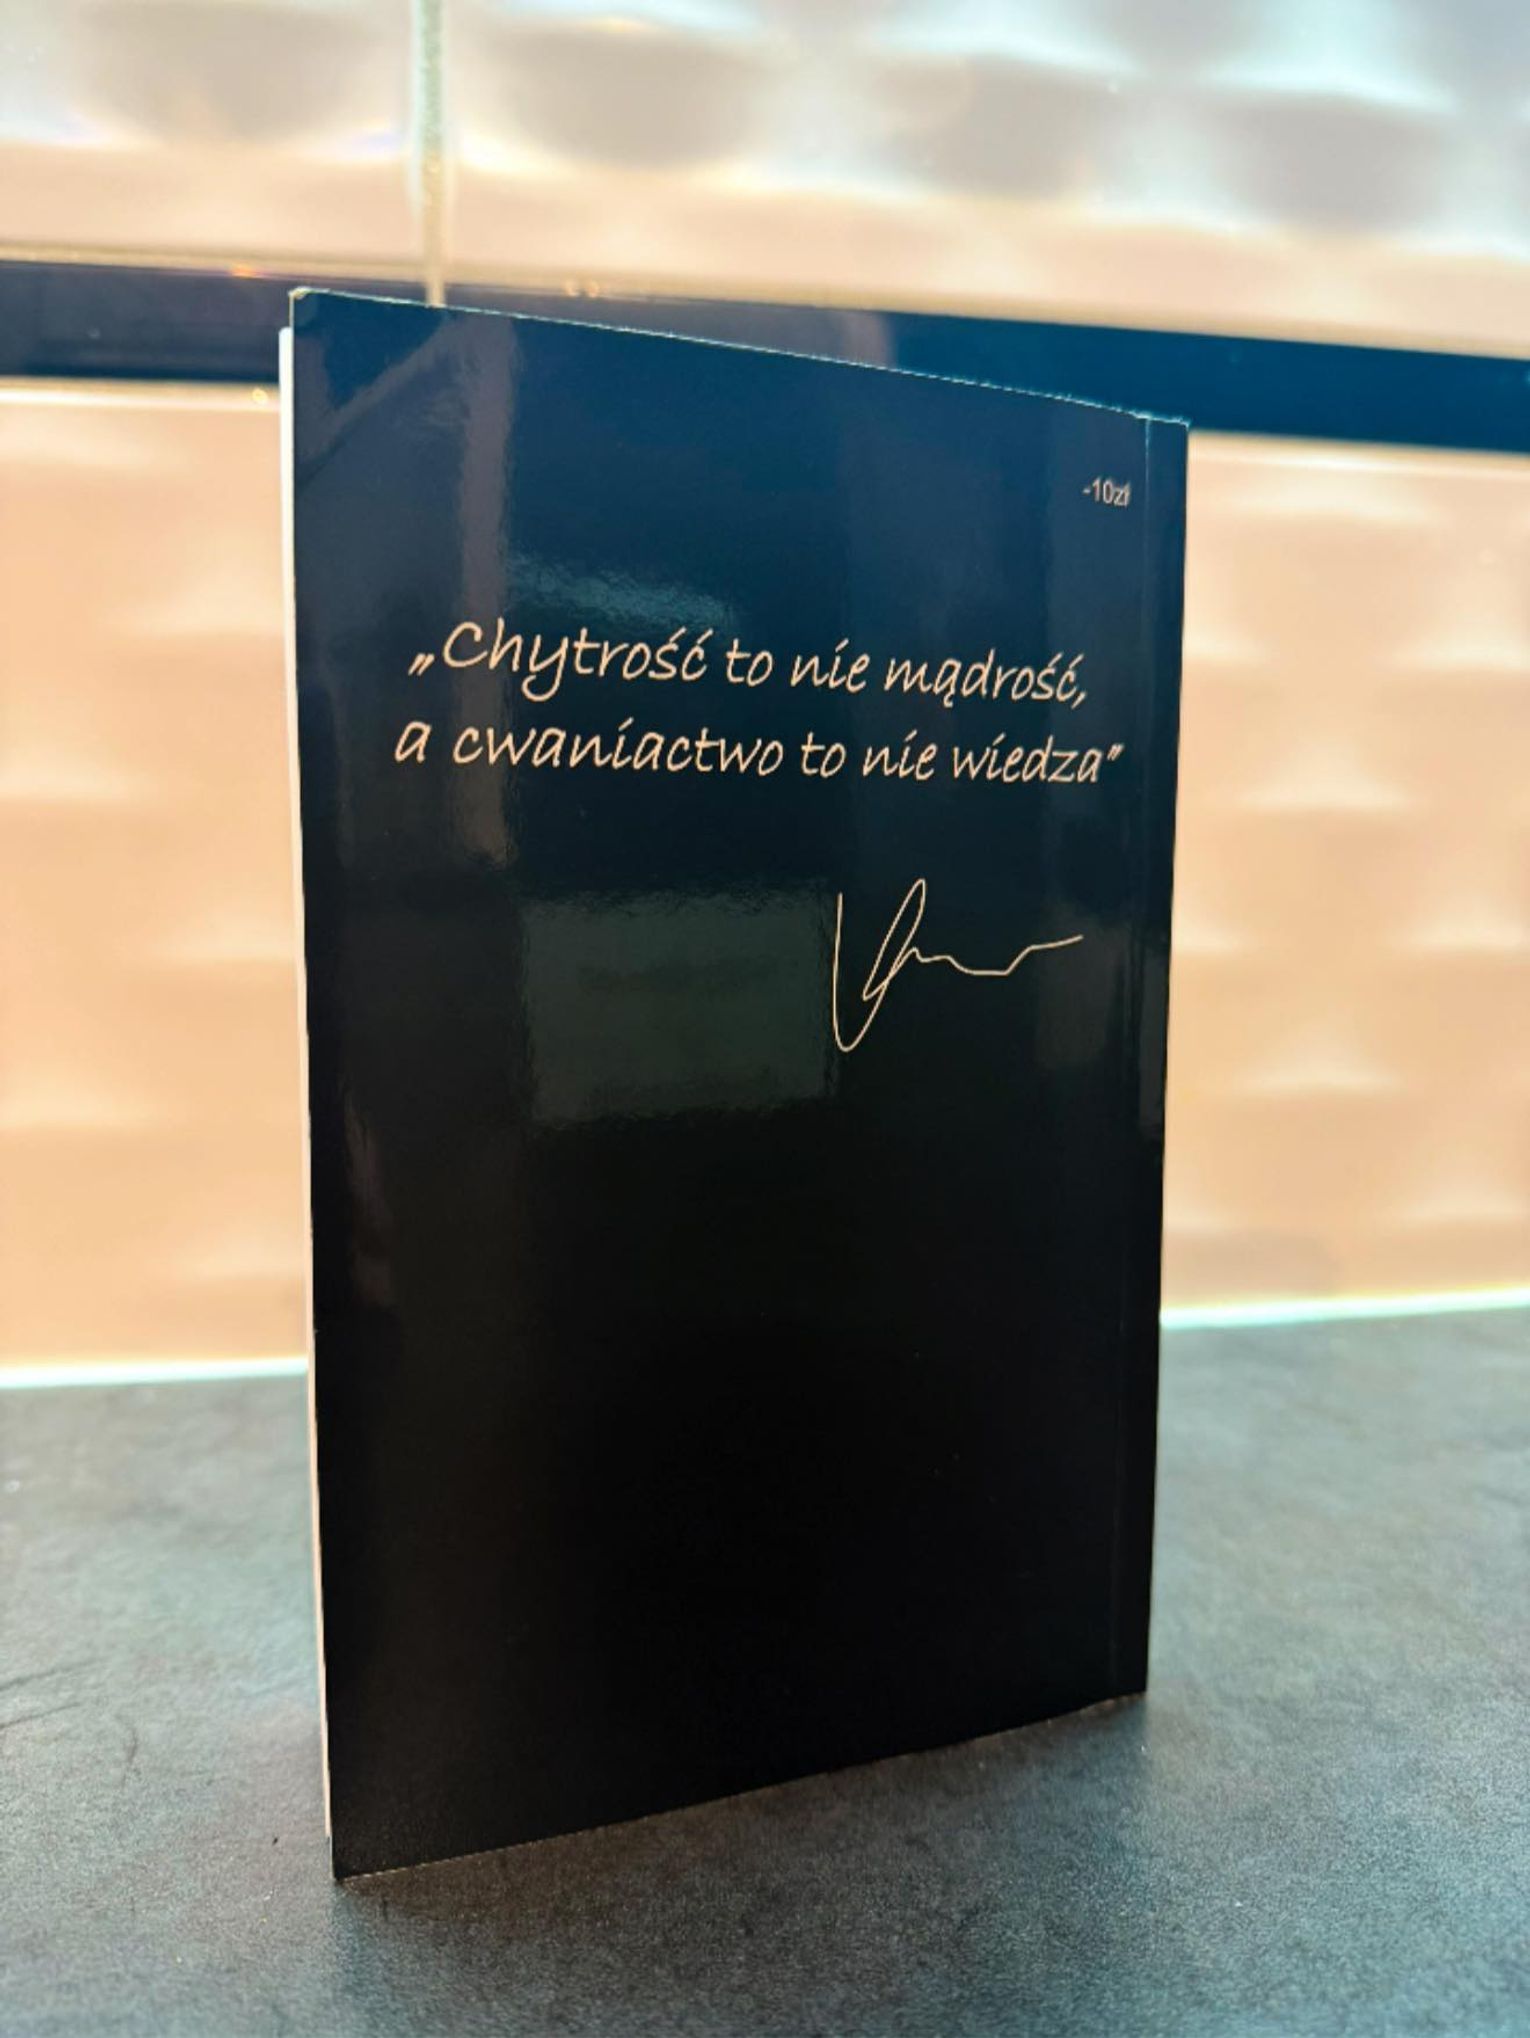 -10zł
„Chytrość to nie mądrość,
a cwaniactwo to nie wiedza”